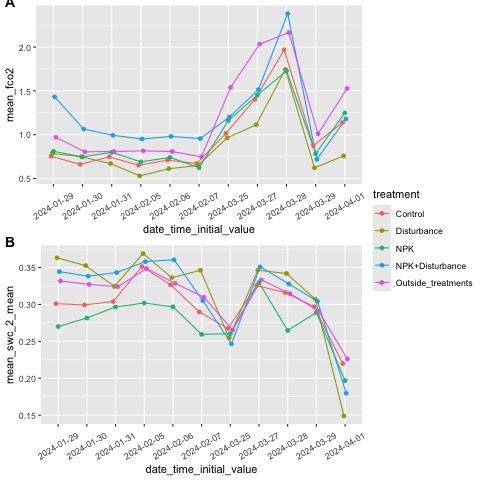 A
mean_fco2
2.0
1.5
1.0
0.5
2024-01-29
2024-01-30
2024-01-31
2024-02-05
2024-02-06
2024-02-07
2024-03-25
2024-03-27
2024-03-28
2024-03-29
2024-04-01
date_time_initial_value
treatment
Control
Disturbance
NPK
NPK+Disturbance
Outside_treatments
B
mean_swc_2_mean
0.35
0.30
0.25
0.20
0.15
2024-01-29
2024-01-30
2024-01-31
2024-02-05
2024-02-06
2024-02-07
2024-03-25
2024-03-27
2024-03-28
2024-03-29
2024-04-01
date_time_initial_value